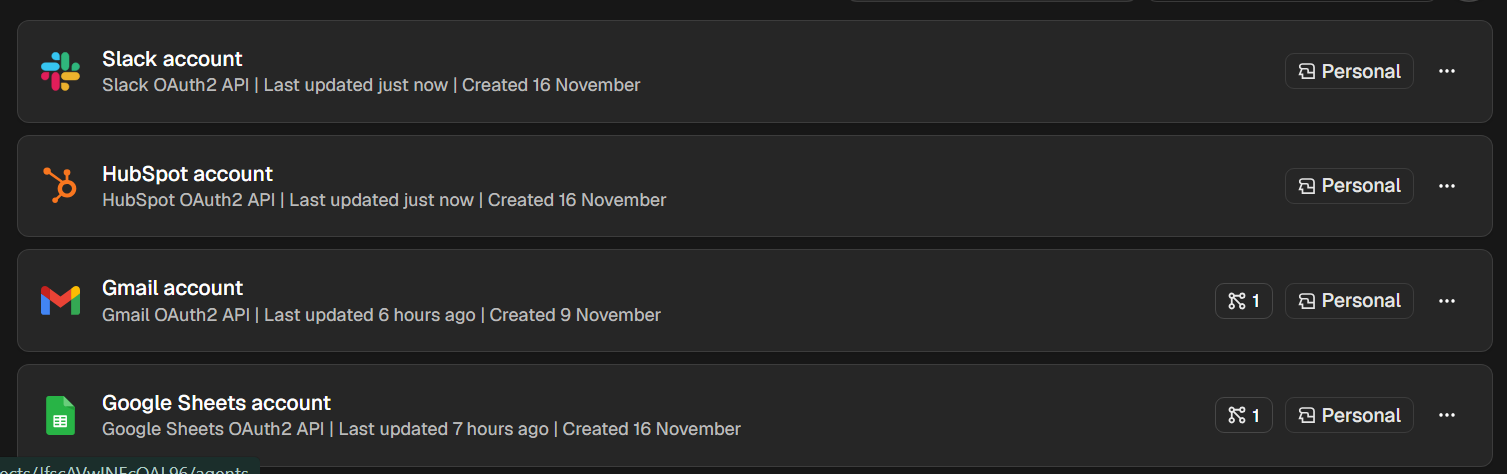 Slack account
Slack OAuth2 API | Last updated just now | Created 16 November
Personal
HubSpot account
HubSpot OAuth2 API | Last updated just now | Created 16 November
Personal
Gmail account
Gmail OAuth2 API | Last updated 6 hours ago | Created 9 November
1
Personal
Google Sheets account
Google Sheets OAuth2 API | Last updated 7 hours ago | Created 16 November
1
Personal